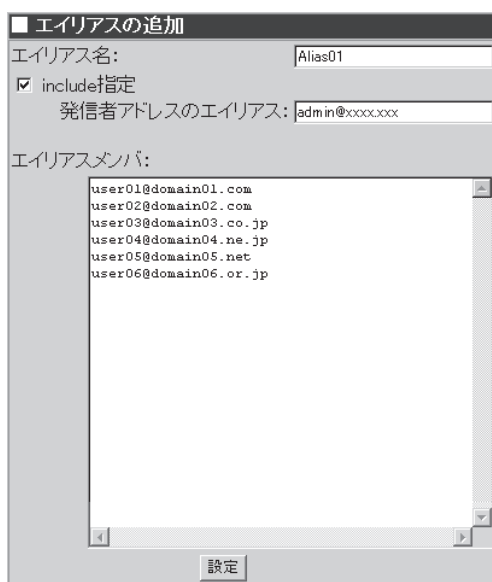 ■ エイリアスの追加
エイリアス名: Alias01
include指定
発信者アドレスのエイリアス: admin@xxxx.xxx
エイリアスメンバ:
user01@domain01.com
user02@domain02.com
user03@domain03.co.jp
user04@domain04.ne.jp
user05@domain05.net
user06@domain06.or.jp
設定